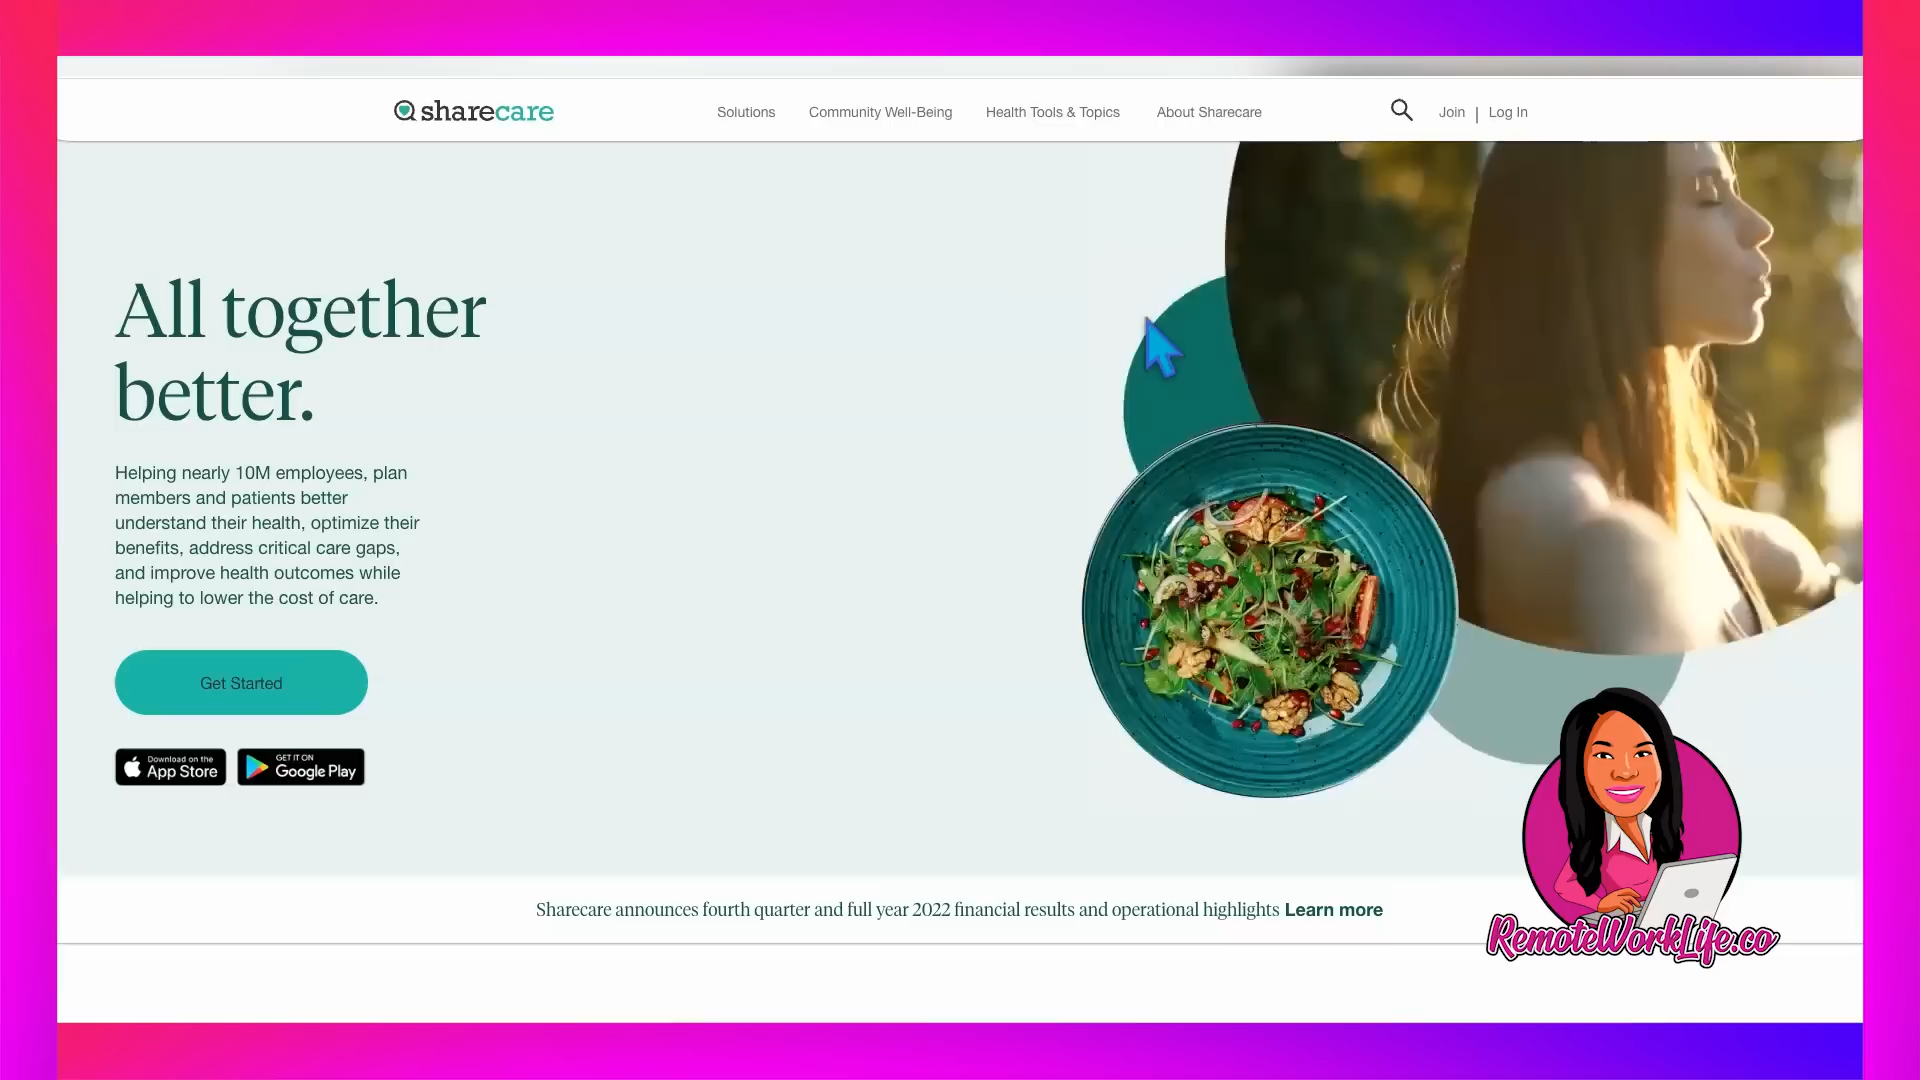 sharecare
Solutions
Community Well-Being
Health Tools & Topics
About Sharecare
Join | Log In
All together
better.
Helping nearly 10M employees, plan
members and patients better
understand their health, optimize their
benefits, address critical care gaps,
and improve health outcomes while
helping to lower the cost of care.
Get Started
Download on the
App Store
GET IT ON
Google Play
Sharecare announces fourth quarter and full year 2022 financial results and operational highlights Learn more
RemoteWorkLife.co